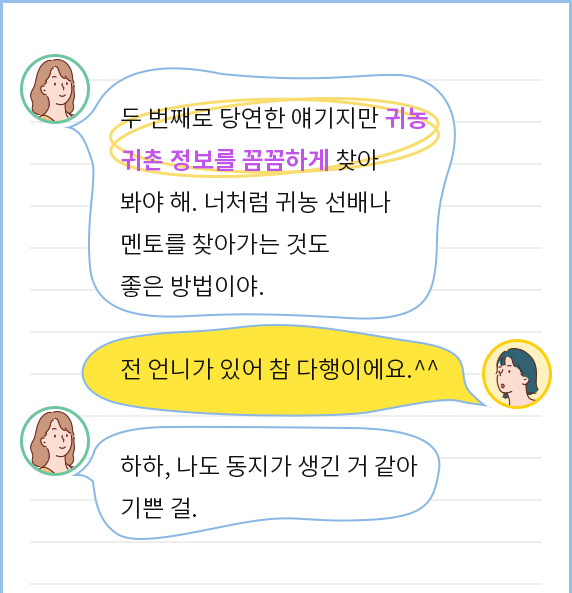 두 번째로 당연한 얘기지만 귀농
귀촌 정보를 꼼꼼하게 찾아
봐야 해. 너처럼 귀농 선배나
멘토를 찾아가는 것도
좋은 방법이야.
전 언니가 있어 참 다행이에요.^^
하하, 나도 동지가 생긴 거 같아
기쁜 걸.